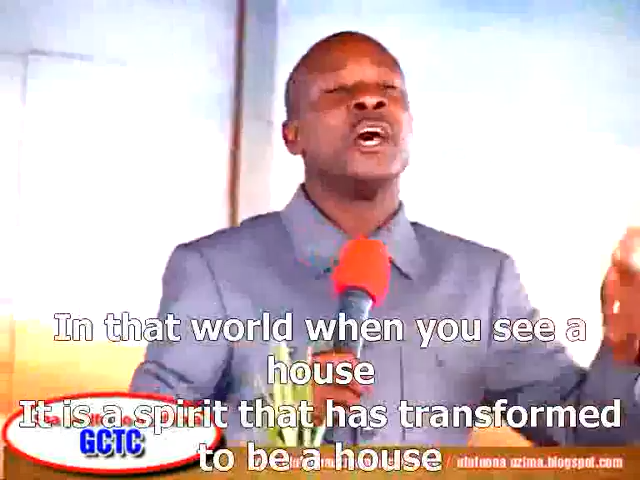 In that world when you see a
house
It is a spirit that has transformed
to be a house
GCTC
ufufuona uzima.blogspot.com